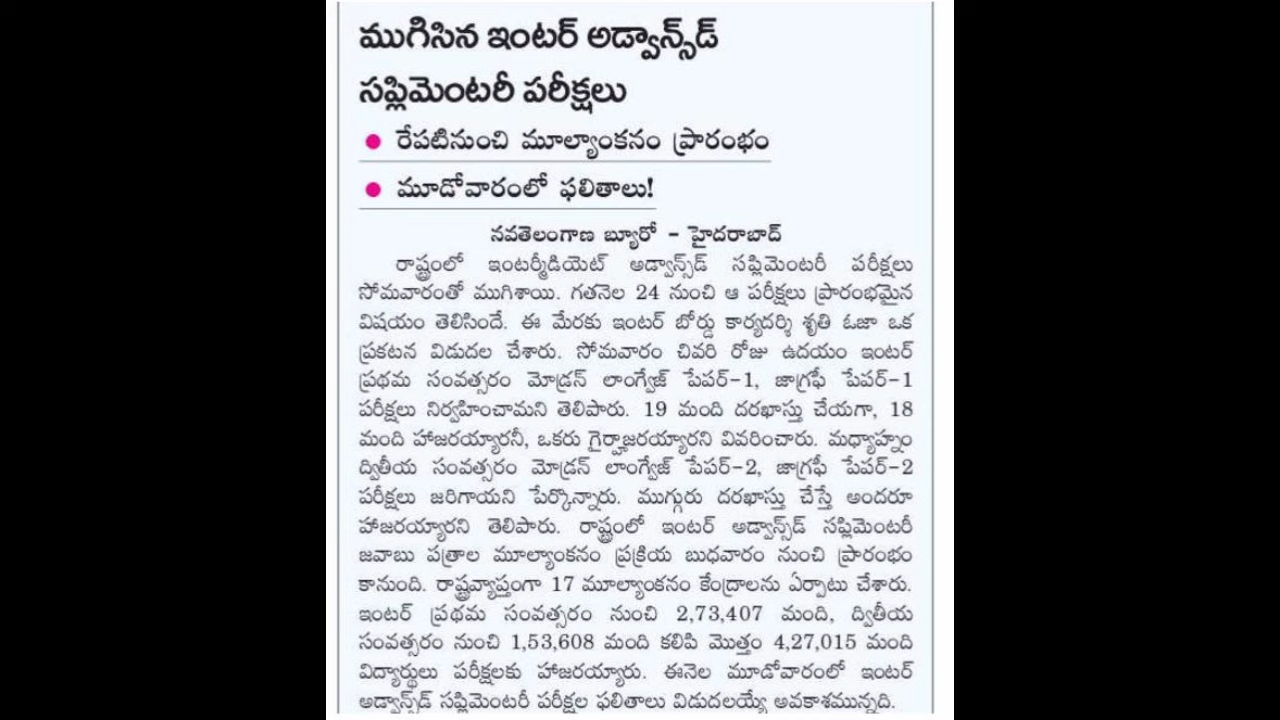 ముగిసిన ఇంటర్ అడ్వాన్స్‌డ్
సప్లిమెంటరీ పరీక్షలు
● రేపటినుంచి మూల్యాంకనం ప్రారంభం
● మూడోవారంలో ఫలితాలు!
నవతెలంగాణ బ్యూరో - హైదరాబాద్
రాష్ట్రంలో ఇంటర్మీడియెట్ అడ్వాన్స్‌డ్ సప్లిమెంటరీ పరీక్షలు
సోమవారంతో ముగిశాయి. గతనెల 24 నుంచి ఆ పరీక్షలు ప్రారంభమైన
విషయం తెలిసిందే. ఈ మేరకు ఇంటర్ బోర్డు కార్యదర్శి శృతి ఓజా ఒక
ప్రకటన విడుదల చేశారు. సోమవారం చివరి రోజు ఉదయం ఇంటర్
ప్రథమ సంవత్సరం మోడ్రన్ లాంగ్వేజ్ పేపర్-1, జాగ్రఫీ పేపర్-1
పరీక్షలు నిర్వహించామని తెలిపారు. 19 మంది దరఖాస్తు చేయగా, 18
మంది హాజరయ్యారనీ, ఒకరు గైర్హాజరయ్యారని వివరించారు. మధ్యాహ్నం
ద్వితీయ సంవత్సరం మోడ్రన్ లాంగ్వేజ్ పేపర్-2, జాగ్రఫీ పేపర్-2
పరీక్షలు జరిగాయని పేర్కొన్నారు. ముగ్గురు దరఖాస్తు చేస్తే అందరూ
హాజరయ్యారని తెలిపారు. రాష్ట్రంలో ఇంటర్ అడ్వాన్స్‌డ్ సప్లిమెంటరీ
జవాబు పత్రాల మూల్యాంకనం ప్రక్రియ బుధవారం నుంచి ప్రారంభం
కానుంది. రాష్ట్రవ్యాప్తంగా 17 మూల్యాంకనం కేంద్రాలను ఏర్పాటు చేశారు.
ఇంటర్ ప్రథమ సంవత్సరం నుంచి 2,73,407 మంది, ద్వితీయ
సంవత్సరం నుంచి 1,53,608 మంది కలిపి మొత్తం 4,27,015 మంది
విద్యార్థులు పరీక్షలకు హాజరయ్యారు. ఈనెల మూడోవారంలో ఇంటర్
అడ్వాన్స్‌డ్ సప్లిమెంటరీ పరీక్షల ఫలితాలు విడుదలయ్యే అవకాశమున్నది.